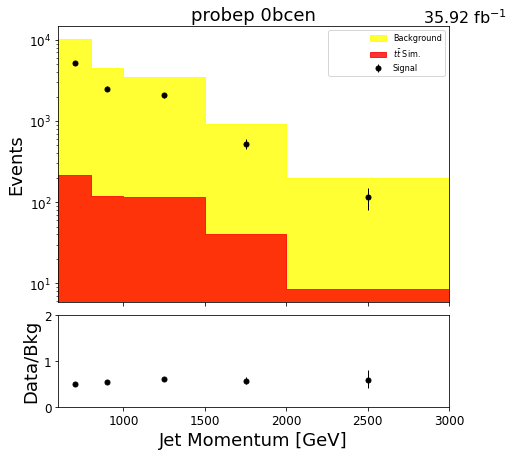 probep 0bcen
35.92 fb⁻¹
Background
tt̄ Sim.
Signal
Events
10⁴
10³
10²
10¹
Data/Bkg
2
1
0
1000 1500 2000 2500 3000
Jet Momentum [GeV]